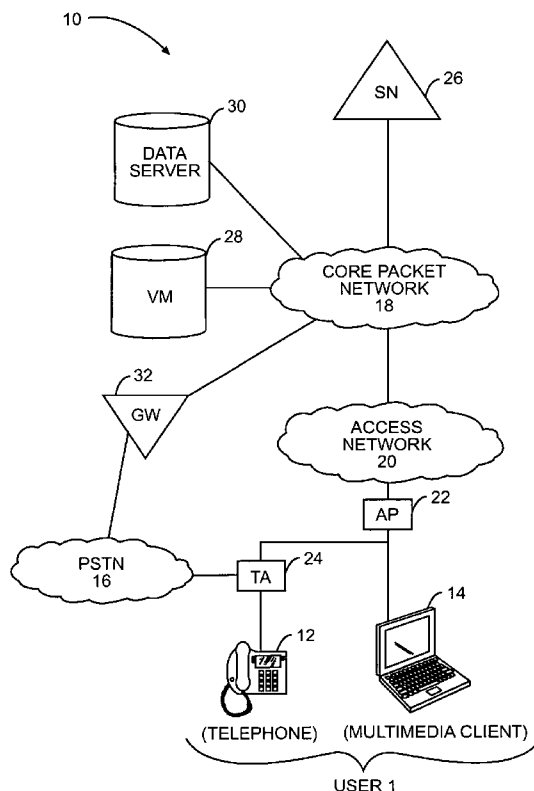 10
SN
26
30
DATA
SERVER
28
VM
CORE PACKET
NETWORK
18
32
GW
ACCESS
NETWORK
20
22
AP
PSTN
16
24
TA
12
14
(TELEPHONE)
(MULTIMEDIA CLIENT)
USER 1